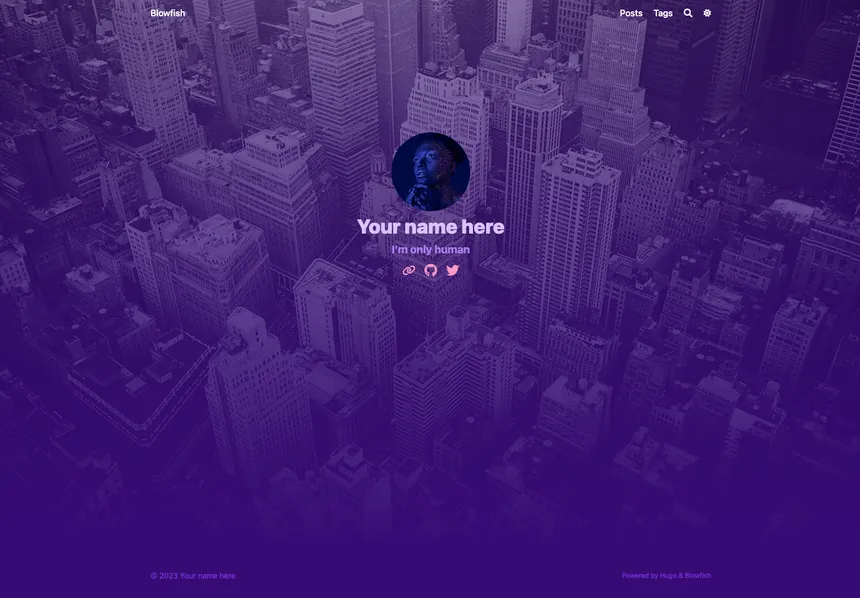 Blowfish
Posts Tags
Your name here
I'm only human
© 2023 Your name here
Powered by Hugo & Blowfish